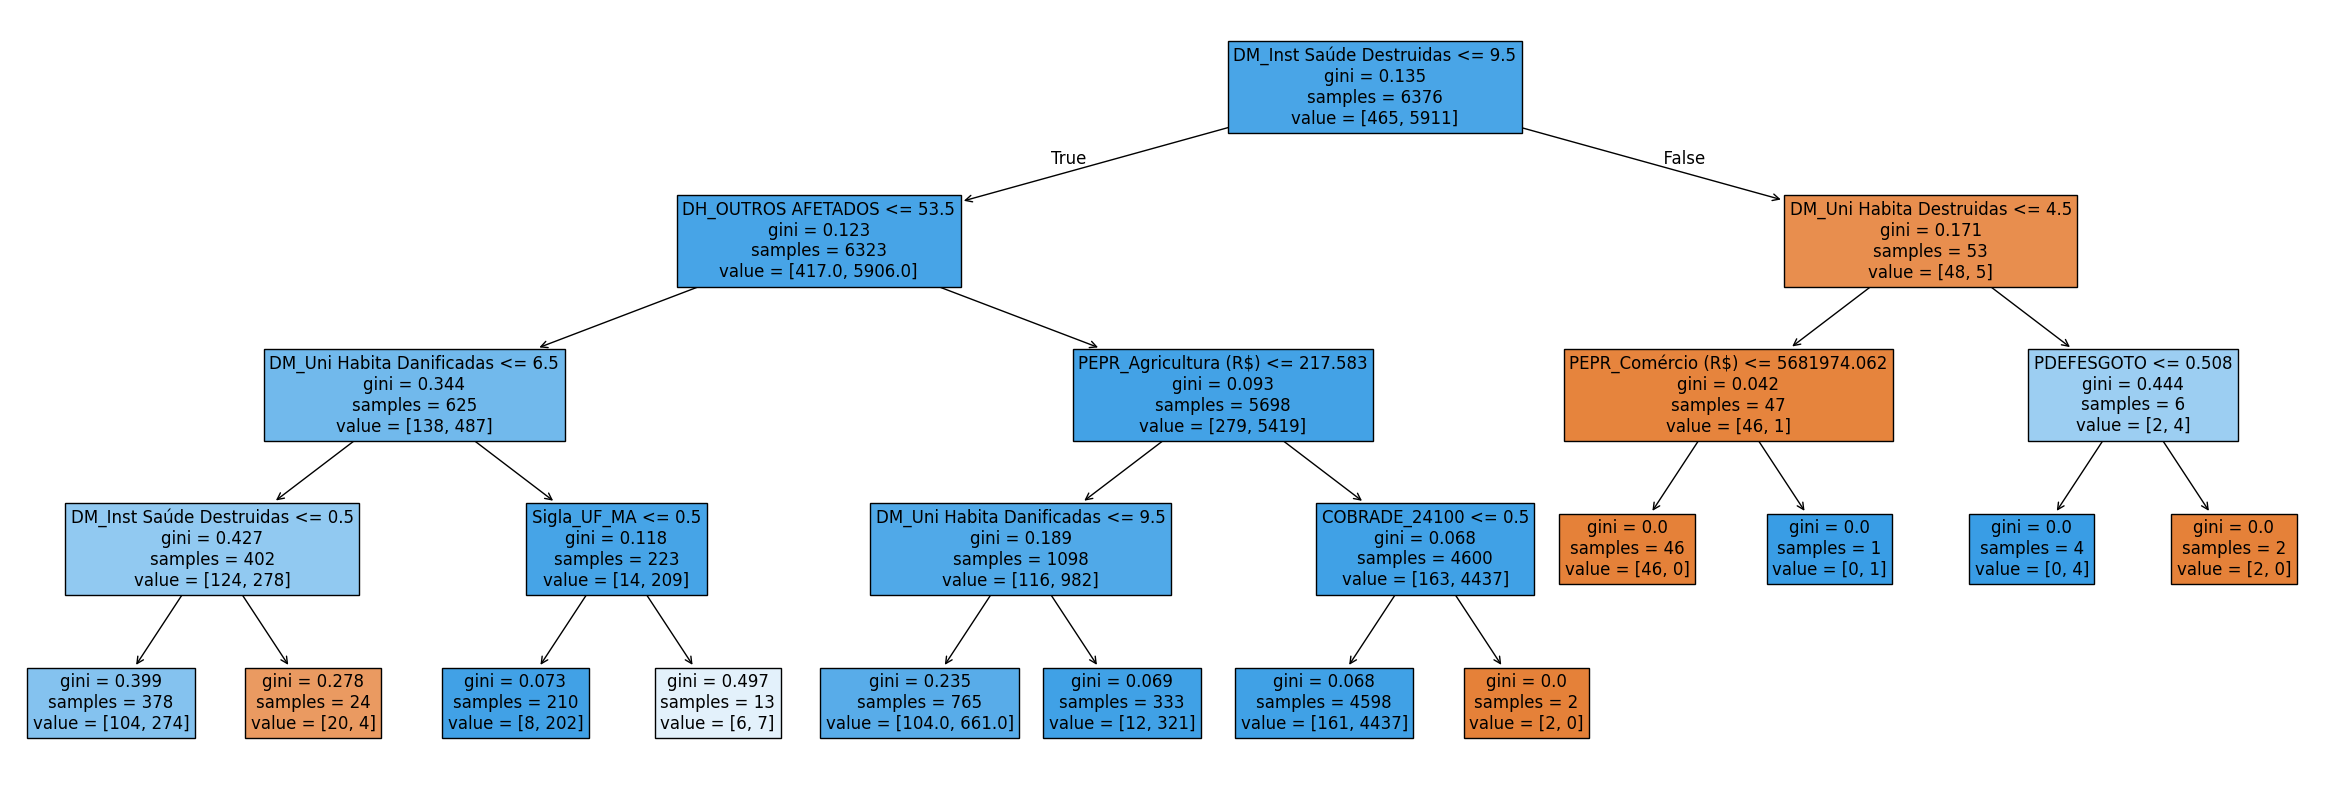 DM_Inst Saúde Destruidas <= 9.5
gini = 0.135
samples = 6376
value = [465, 5911]
True
False
DH_OUTROS AFETADOS <= 53.5
gini = 0.123
samples = 6323
value = [417.0, 5906.0]
DM_Uni Habita Destruidas <= 4.5
gini = 0.171
samples = 53
value = [48, 5]
DM_Uni Habita Danificadas <= 6.5
gini = 0.344
samples = 625
value = [138, 487]
PEPR_Agricultura (R$) <= 217.583
gini = 0.093
samples = 5698
value = [279, 5419]
PEPR_Comércio (R$) <= 5681974.062
gini = 0.042
samples = 47
value = [46, 1]
PDEFESGOTO <= 0.508
gini = 0.444
samples = 6
value = [2, 4]
DM_Inst Saúde Destruidas <= 0.5
gini = 0.427
samples = 402
value = [124, 278]
Sigla_UF_MA <= 0.5
gini = 0.118
samples = 223
value = [14, 209]
DM_Uni Habita Danificadas <= 9.5
gini = 0.189
samples = 1098
value = [116, 982]
COBRADE_24100 <= 0.5
gini = 0.068
samples = 4600
value = [163, 4437]
gini = 0.0
samples = 46
value = [46, 0]
gini = 0.0
samples = 1
value = [0, 1]
gini = 0.0
samples = 4
value = [0, 4]
gini = 0.0
samples = 2
value = [2, 0]
gini = 0.399
samples = 378
value = [104, 274]
gini = 0.278
samples = 24
value = [20, 4]
gini = 0.073
samples = 210
value = [8, 202]
gini = 0.497
samples = 13
value = [6, 7]
gini = 0.235
samples = 765
value = [104.0, 661.0]
gini = 0.069
samples = 333
value = [12, 321]
gini = 0.068
samples = 4598
value = [161, 4437]
gini = 0.0
samples = 2
value = [2, 0]